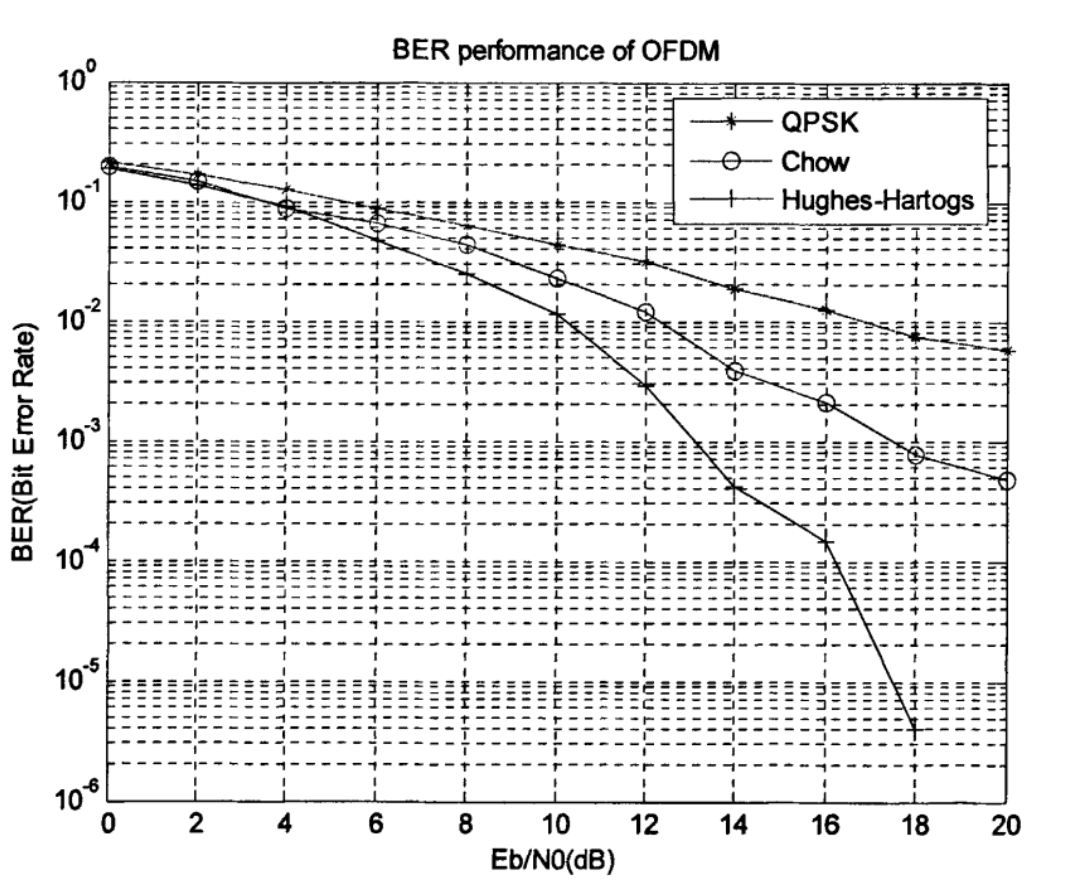 BER performance of OFDM
10^0
10^-1
10^-2
10^-3
10^-4
10^-5
10^-6
BER(Bit Error Rate)
QPSK
Chow
Hughes-Hartogs
0 2 4 6 8 10 12 14 16 18 20
Eb/N0(dB)